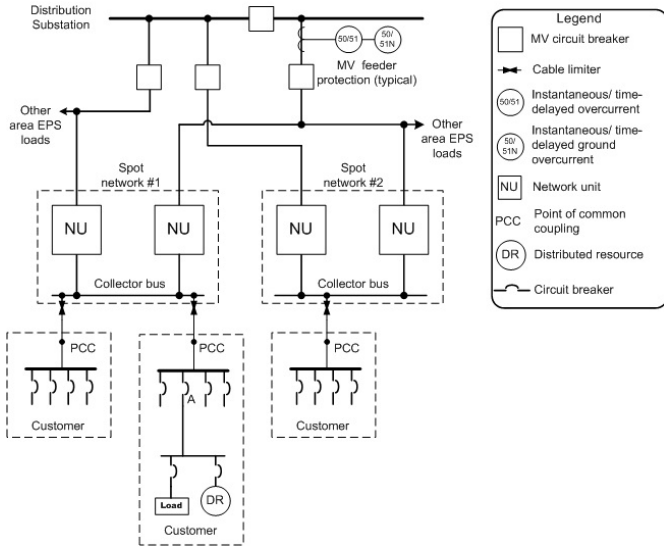 Distribution
Substation
50/51
50/
51N
MV feeder
protection (typical)
Other
area EPS
loads
Other
area EPS
loads
Spot
network #1
Spot
network #2
NU
NU
NU
NU
Collector bus
Collector bus
PCC
PCC
PCC
A
Customer
Customer
Load
DR
Customer
Legend
MV circuit breaker
Cable limiter
50/51
Instantaneous/ time-
delayed overcurrent
50/
51N
Instantaneous/ time-
delayed ground
overcurrent
NU
Network unit
PCC
Point of common
coupling
DR
Distributed resource
Circuit breaker